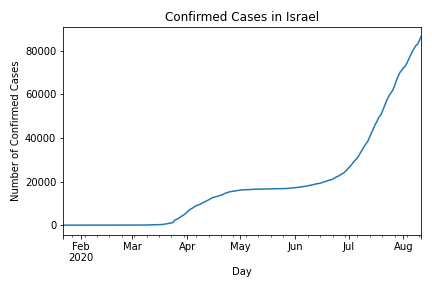 Confirmed Cases in Israel
Number of Confirmed Cases
80000
60000
40000
20000
0
Feb
2020
Mar
Apr
May
Jun
Jul
Aug
Day